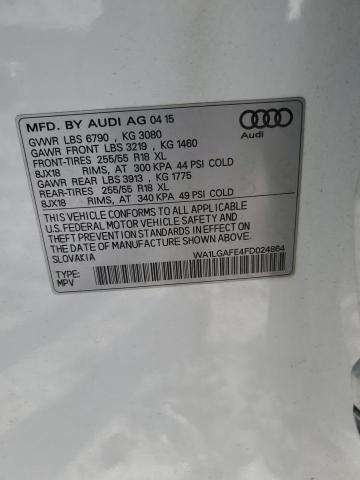 MFD. BY AUDI AG 04 15
GVWR LBS 6790 , KG 3080
GAWR FRONT LBS 3219 , KG 1460
FRONT-TIRES 255/55 R18 XL
8JX18 RIMS, AT 300 KPA 44 PSI COLD
GAWR REAR LBS 3913 , KG 1775
REAR-TIRES 255/55 R18 XL
8JX18 RIMS, AT 340 KPA 49 PSI COLD
THIS VEHICLE CONFORMS TO ALL APPLICABLE
U.S. FEDERAL MOTOR VEHICLE SAFETY AND
THEFT PREVENTION STANDARDS IN EFFECT ON
THE DATE OF MANUFACTURE SHOWN ABOVE.
SLOVAKIA
TYPE:
MPV
WA1LGAFE4FD024864
Audi